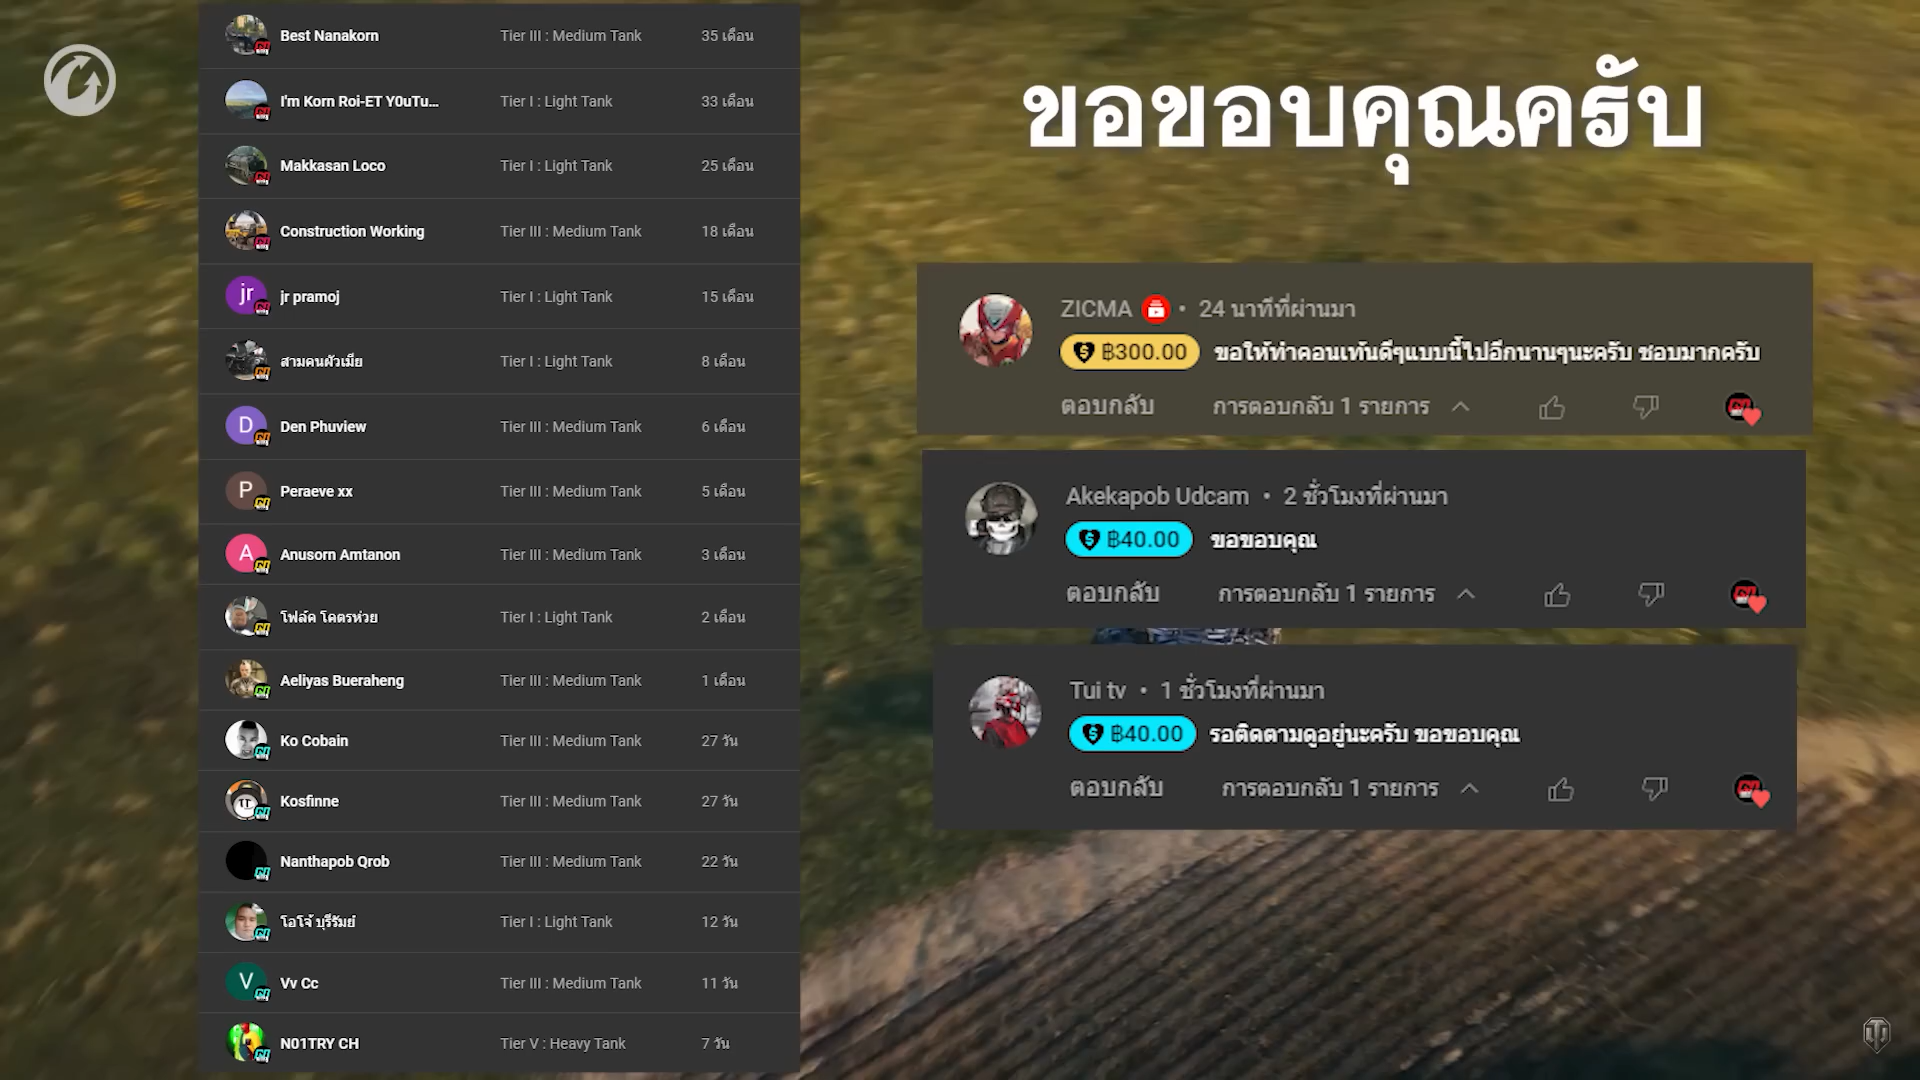 Best Nanakorn Tier III : Medium Tank 35 เดือน
I'm Korn Roi-ET Y0uTu... Tier I : Light Tank 33 เดือน
Makkasan Loco Tier I : Light Tank 25 เดือน
Construction Working Tier III : Medium Tank 18 เดือน
jr jr pramoj Tier I : Light Tank 15 เดือน
สามคนผัวเมีย Tier I : Light Tank 8 เดือน
D Den Phuview Tier III : Medium Tank 6 เดือน
P Peraeve xx Tier III : Medium Tank 5 เดือน
A Anusorn Amtanon Tier III : Medium Tank 3 เดือน
โฟล์ค โคตรห่วย Tier I : Light Tank 2 เดือน
Aeliyas Bueraheng Tier III : Medium Tank 1 เดือน
Ko Cobain Tier III : Medium Tank 27 วัน
Kosfinne Tier III : Medium Tank 27 วัน
Nanthapob Qrob Tier III : Medium Tank 22 วัน
โอโจ้ บุรีรัมย์ Tier I : Light Tank 12 วัน
V Vv Cc Tier III : Medium Tank 11 วัน
N01TRY CH Tier V : Heavy Tank 7 วัน
ขอขอบคุณครับ
ZICMA • 24 นาทีที่ผ่านมา
฿300.00 ขอให้ทำคอนเท้นดีๆแบบนี้ไปอีกนานๆนะครับ ชอบมากครับ
ตอบกลับ การตอบกลับ 1 รายการ
Akekapob Udcam • 2 ชั่วโมงที่ผ่านมา
฿40.00 ขอขอบคุณ
ตอบกลับ การตอบกลับ 1 รายการ
Tui tv • 1 ชั่วโมงที่ผ่านมา
฿40.00 รอติดตามดูอยู่นะครับ ขอขอบคุณ
ตอบกลับ การตอบกลับ 1 รายการ